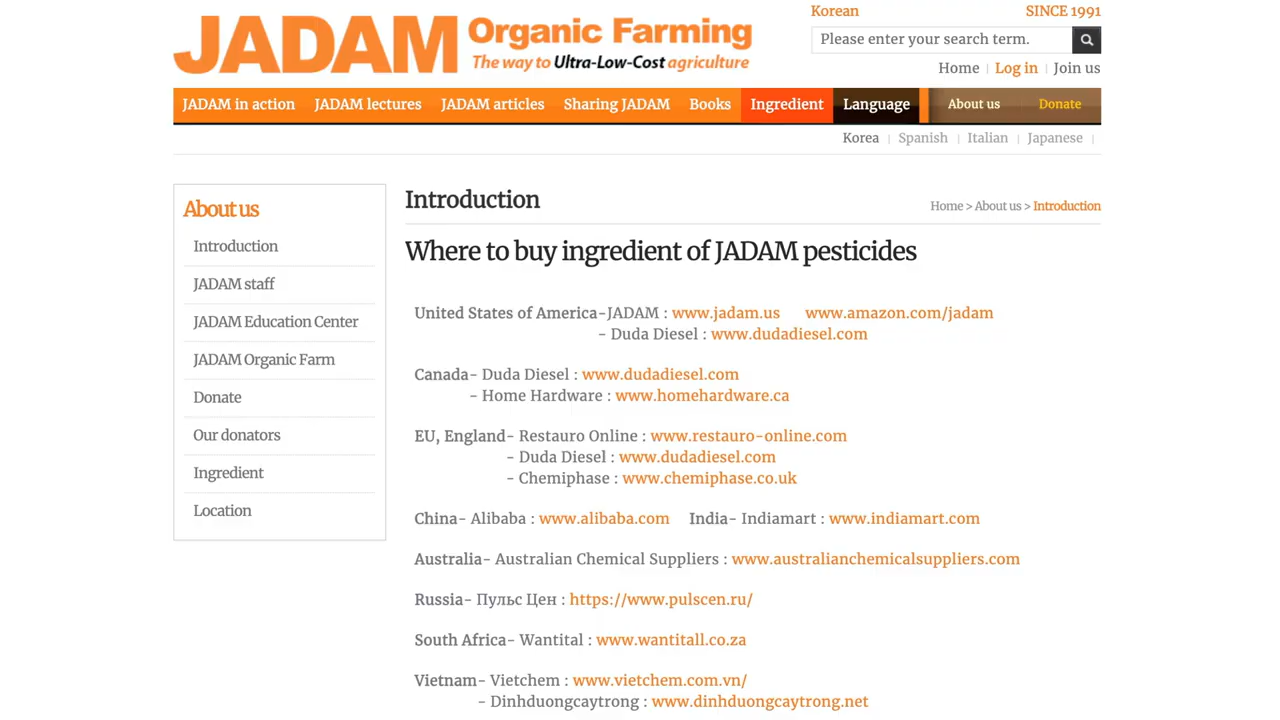 JADAM Organic Farming
The way to Ultra-Low-Cost agriculture
Korean
SINCE 1991
Please enter your search term.
Home
Log in
Join us
JADAM in action
JADAM lectures
JADAM articles
Sharing JADAM
Books
Ingredient
Language
About us
Donate
Korea
Spanish
Italian
Japanese
About us
Introduction
JADAM staff
JADAM Education Center
JADAM Organic Farm
Donate
Our donators
Ingredient
Location
Introduction
Home > About us > Introduction
Where to buy ingredient of JADAM pesticides
United States of America-JADAM : www.jadam.us www.amazon.com/jadam
- Duda Diesel : www.dudadiesel.com
Canada- Duda Diesel : www.dudadiesel.com
- Home Hardware : www.homehardware.ca
EU, England- Restauro Online : www.restauro-online.com
- Duda Diesel : www.dudadiesel.com
- Chemiphase : www.chemiphase.co.uk
China- Alibaba : www.alibaba.com India- Indiamart : www.indiamart.com
Australia- Australian Chemical Suppliers : www.australianchemicalsuppliers.com
Russia- Пульс Цен : https://www.pulscen.ru/
South Africa- Wantital : www.wantitall.co.za
Vietnam- Vietchem : www.vietchem.com.vn/
- Dinhduongcaytrong : www.dinhduongcaytrong.net